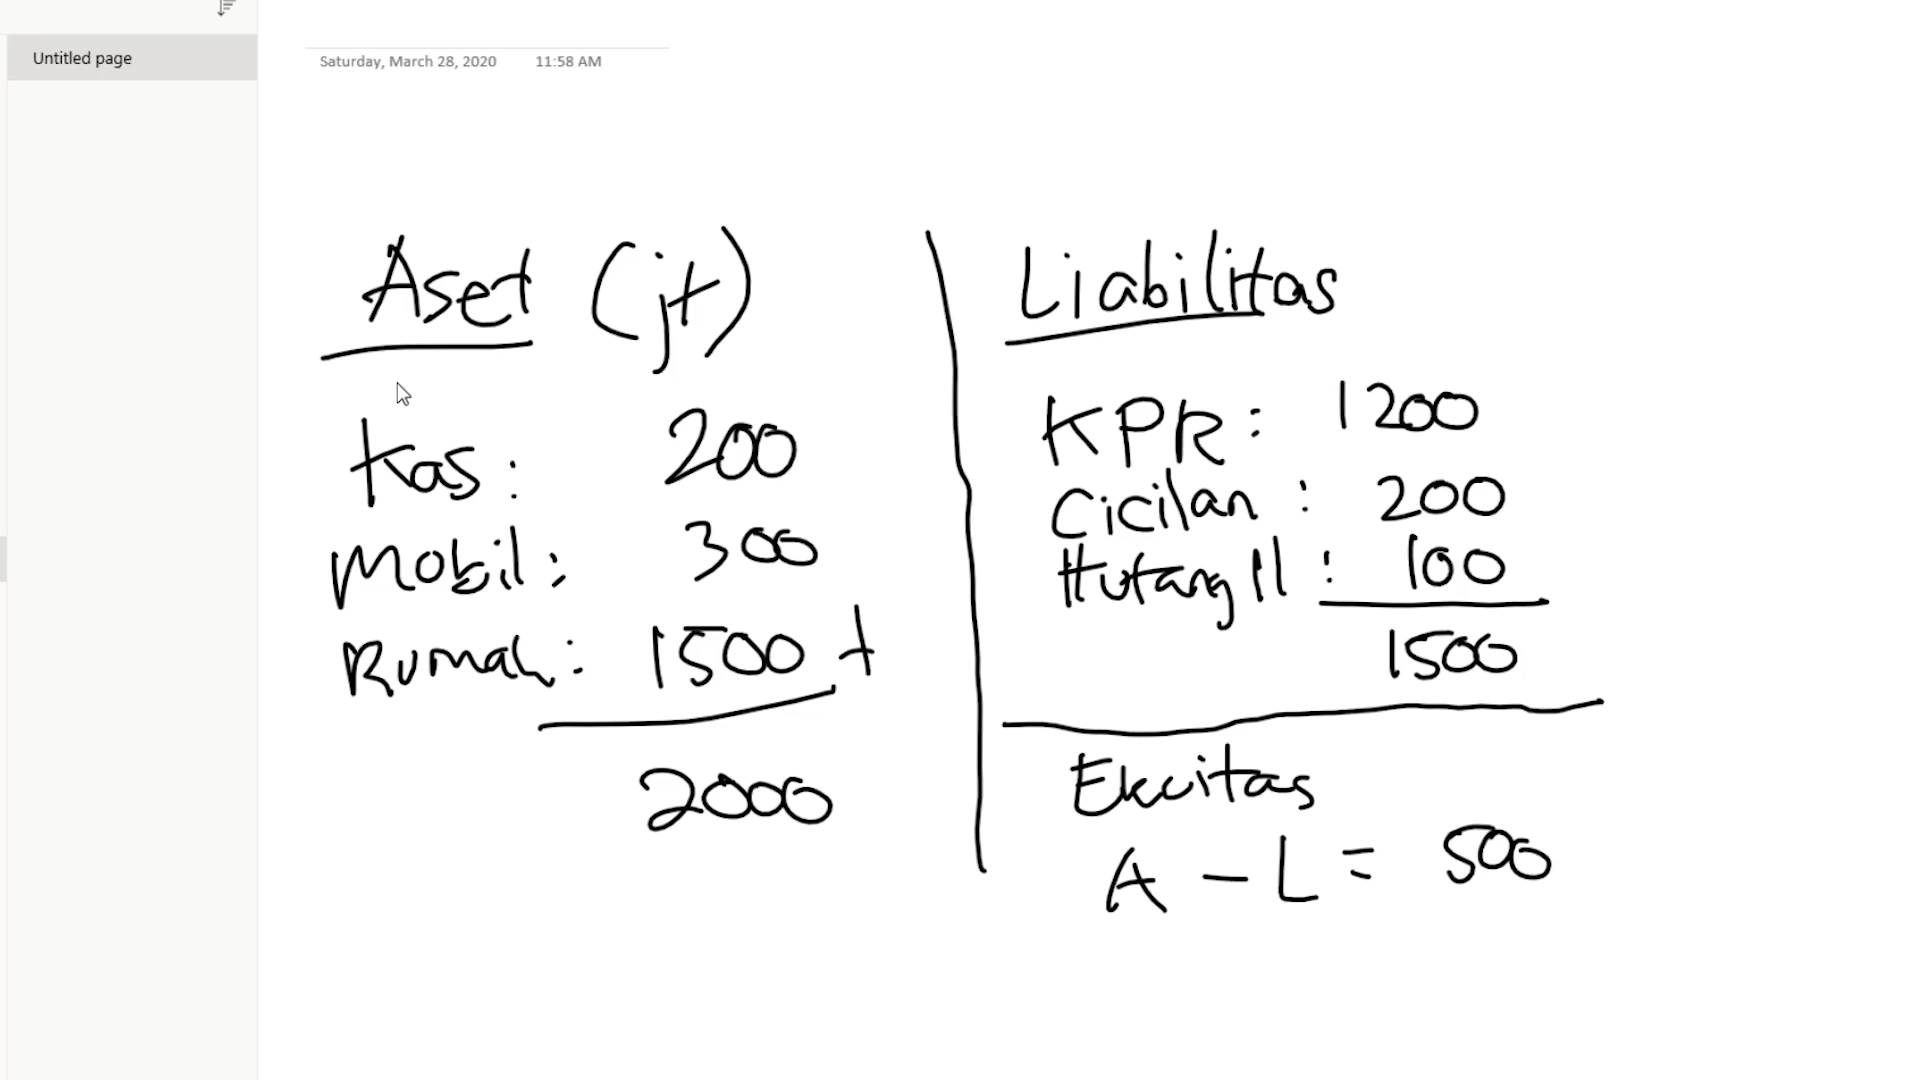 Untitled page
Saturday, March 28, 2020 11:58 AM
Aset (jt)
Kas: 200
Mobil: 300
Rumah: 1500 +
2000
Liabilitas
KPR: 1200
Cicilan: 200
Hutang ll: 100
1500
Ekuitas
A - L = 500